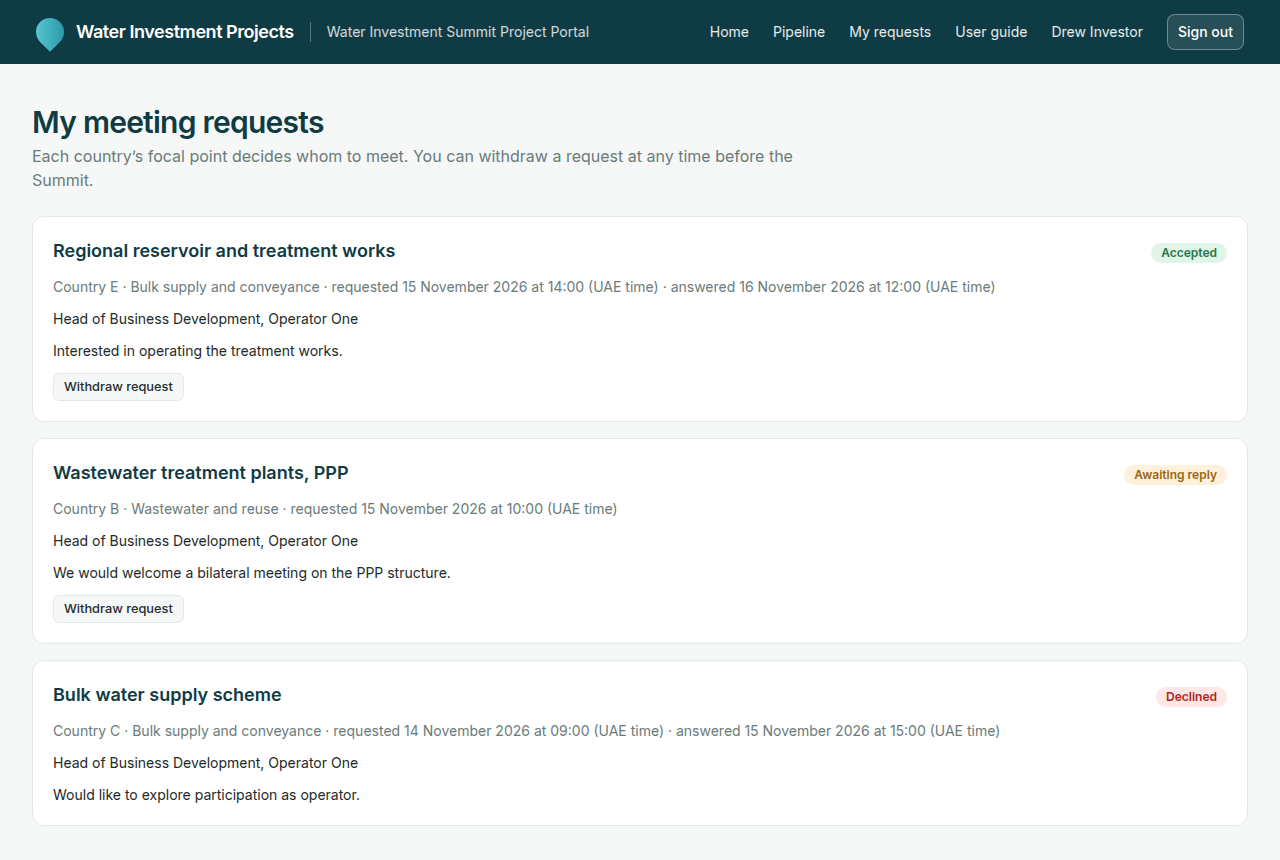 Water Investment Projects
Water Investment Summit Project Portal
Home
Pipeline
My requests
User guide
Drew Investor
Sign out
My meeting requests
Each country’s focal point decides whom to meet. You can withdraw a request at any time before the
Summit.
Regional reservoir and treatment works
Accepted
Country E · Bulk supply and conveyance · requested 15 November 2026 at 14:00 (UAE time) · answered 16 November 2026 at 12:00 (UAE time)
Head of Business Development, Operator One
Interested in operating the treatment works.
Withdraw request
Wastewater treatment plants, PPP
Awaiting reply
Country B · Wastewater and reuse · requested 15 November 2026 at 10:00 (UAE time)
Head of Business Development, Operator One
We would welcome a bilateral meeting on the PPP structure.
Withdraw request
Bulk water supply scheme
Declined
Country C · Bulk supply and conveyance · requested 14 November 2026 at 09:00 (UAE time) · answered 15 November 2026 at 15:00 (UAE time)
Head of Business Development, Operator One
Would like to explore participation as operator.